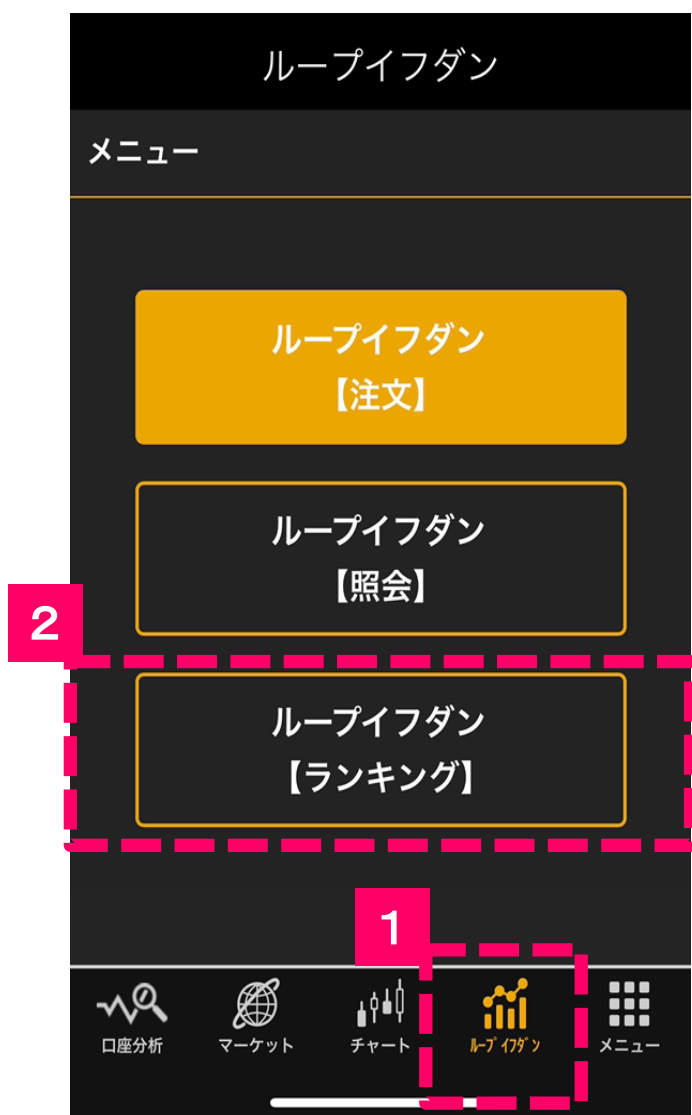 ループイフダン
メニュー
ループイフダン
【注文】
ループイフダン
【照会】
2
ループイフダン
【ランキング】
1
口座分析
マーケット
チャート
ﾙｰﾌﾟｲﾌﾀﾞﾝ
メニュー